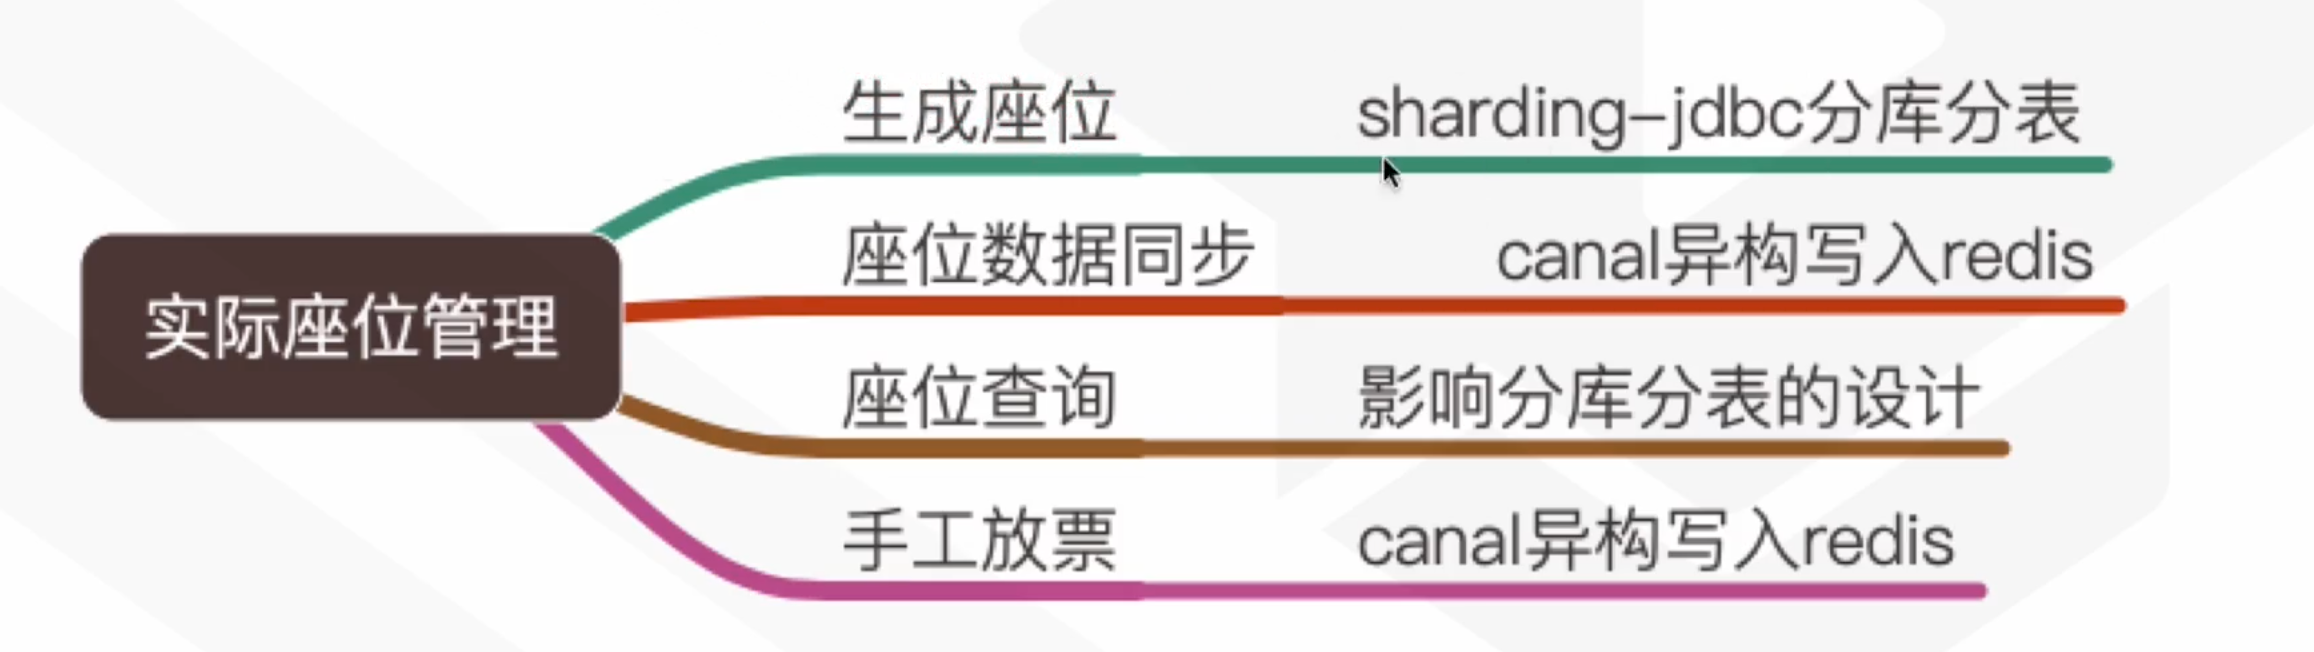 实际座位管理
生成座位
sharding-jdbc分库分表
座位数据同步
canal异构写入redis
座位查询
影响分库分表的设计
手工放票
canal异构写入redis